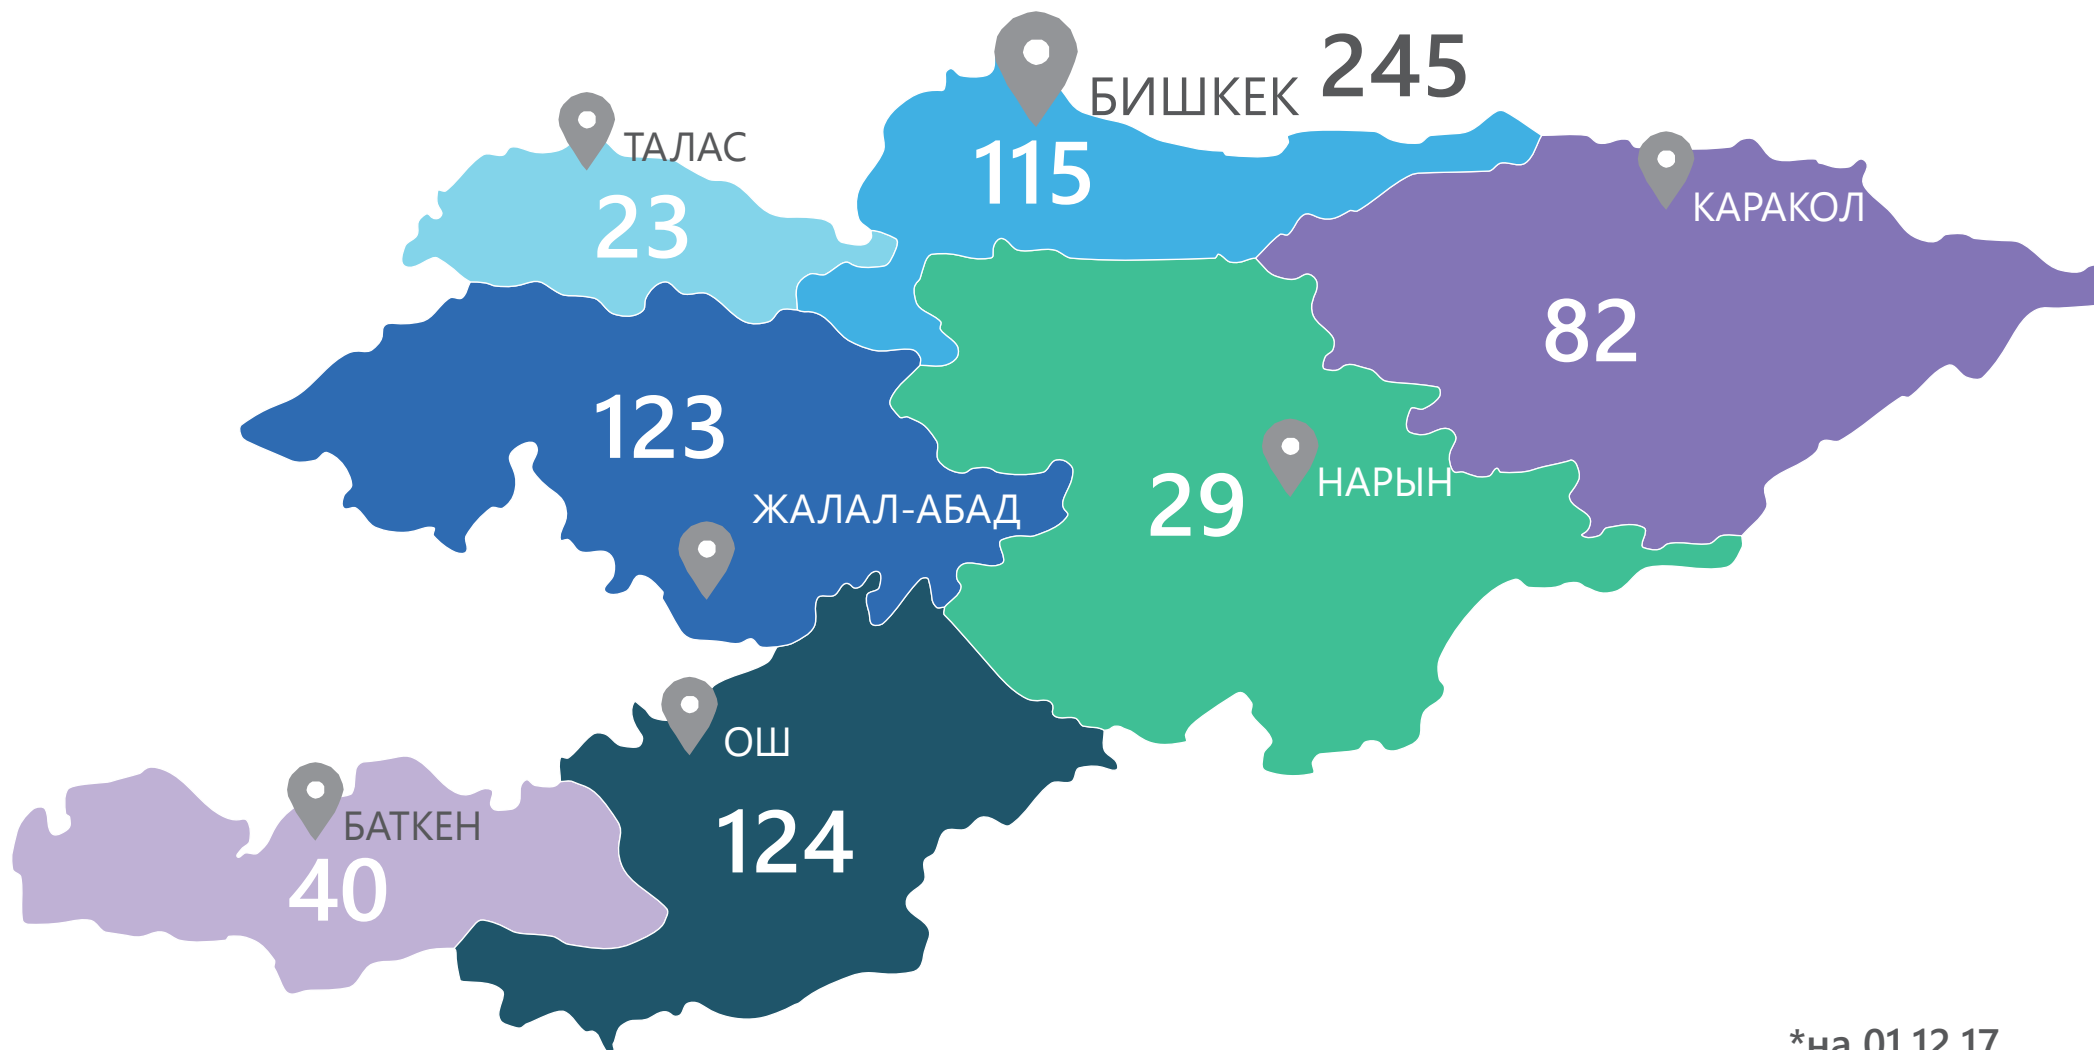 БИШКЕК 245
ТАЛАС
115
23
КАРАКОЛ
82
123
29
НАРЫН
ЖАЛАЛ-АБАД
ОШ
124
БАТКЕН
40
*на 01.12.17